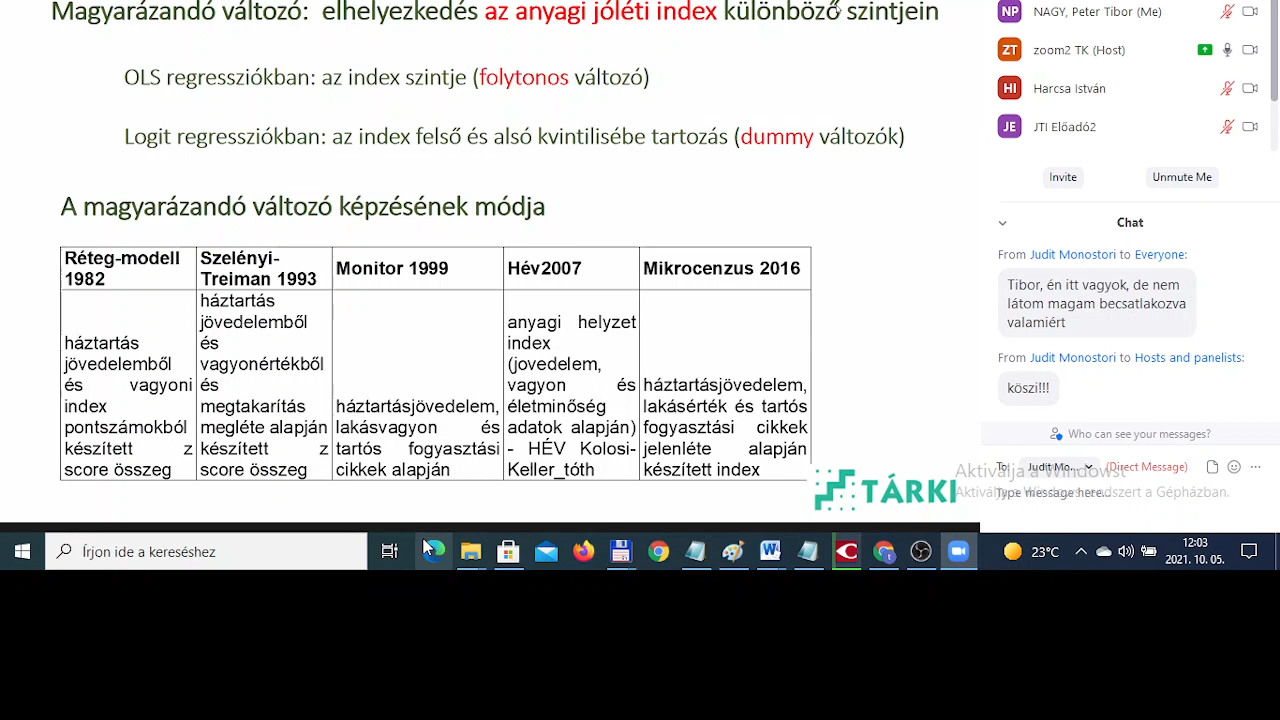 Magyarázandó változó: elhelyezkedés az anyagi jóléti index különböző szintjein
OLS regressziókban: az index szintje (folytonos változó)
Logit regressziókban: az index felső és alsó kvintilisébe tartozás (dummy változók)
A magyarázandó változó képzésének módja
Réteg-modell
1982
Szelényi-
Treiman 1993
Monitor 1999
Hév2007
Mikrocenzus 2016
háztartás
jövedelemből
és vagyoni
index
pontszámokból
készített z
score összeg
háztartás
jövedelemből
és
vagyonértékből
és
megtakarítás
megléte alapján
készített z
score összeg
háztartásjövedelem,
lakásvagyon és
tartós fogyasztási
cikkek alapján
anyagi helyzet
index
(jovedelem,
vagyon és
életminőség
adatok alapján)
- HÉV Kolosi-
Keller_tóth
háztartásjövedelem,
lakásérték és tartós
fogyasztási cikkek
jelenléte alapján
készített index
TÁRKI
NP NAGY, Peter Tibor (Me)
ZT zoom2 TK (Host)
HI Harcsa István
JE JTI Előadó2
Invite
Unmute Me
Chat
From Judit Monostori to Everyone:
Tibor, én itt vagyok, de nem
látom magam becsatlakozva
valamiért
From Judit Monostori to Hosts and panelists:
köszi!!!
Who can see your messages?
To: Judit Mo... (Direct Message)
Type message here...
Aktiválja a Windowst
Írjon ide a kereséshez
23°C
12:03
2021. 10. 05.